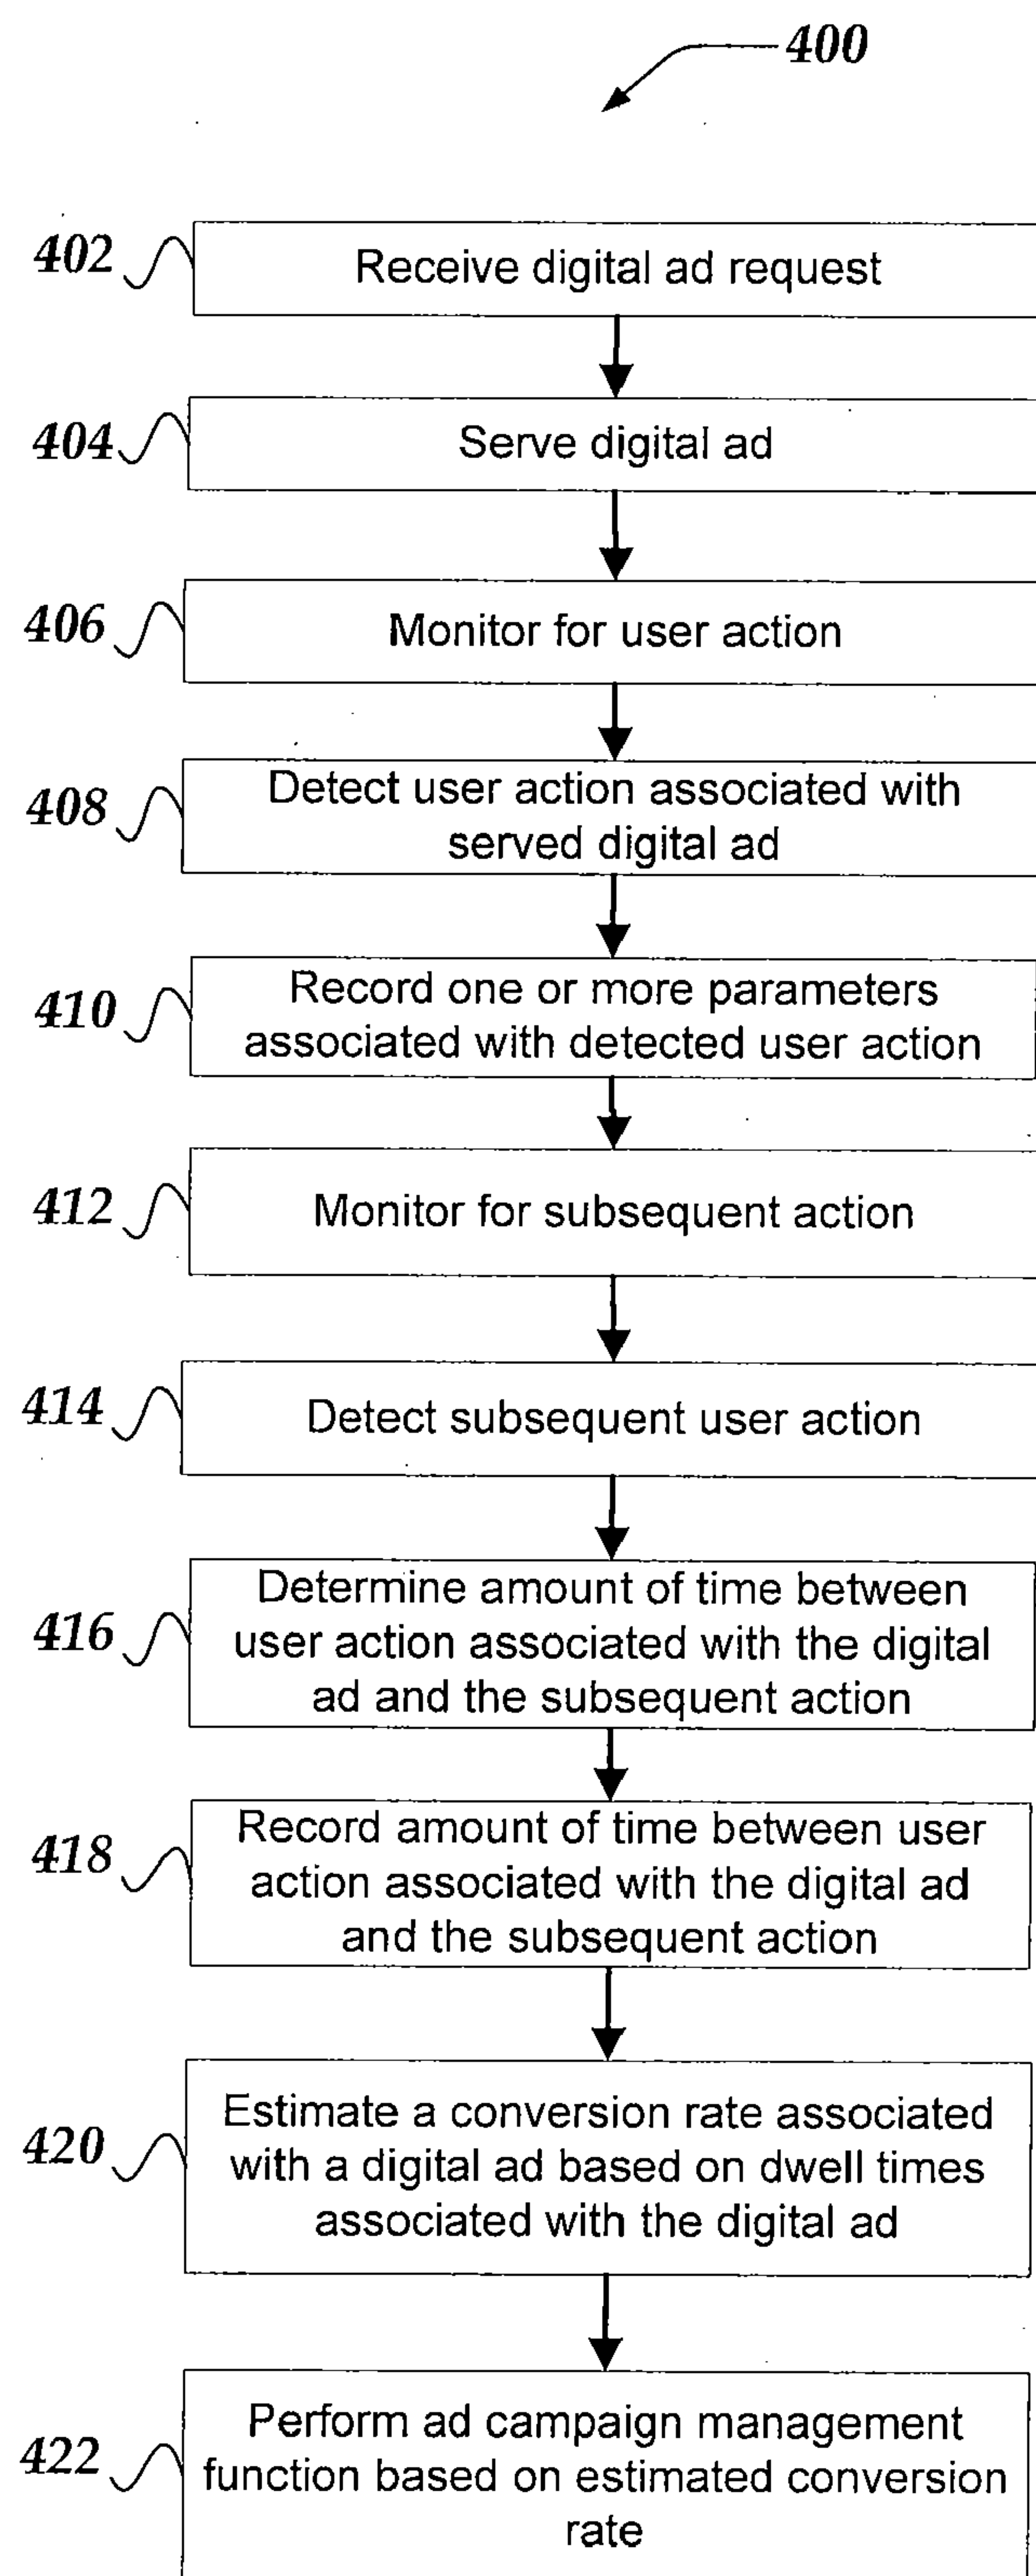 400
402
Receive digital ad request
404
Serve digital ad
406
Monitor for user action
408
Detect user action associated with
served digital ad
410
Record one or more parameters
associated with detected user action
412
Monitor for subsequent action
414
Detect subsequent user action
416
Determine amount of time between
user action associated with the digital
ad and the subsequent action
418
Record amount of time between user
action associated with the digital ad
and the subsequent action
420
Estimate a conversion rate associated
with a digital ad based on dwell times
associated with the digital ad
422
Perform ad campaign management
function based on estimated conversion
rate